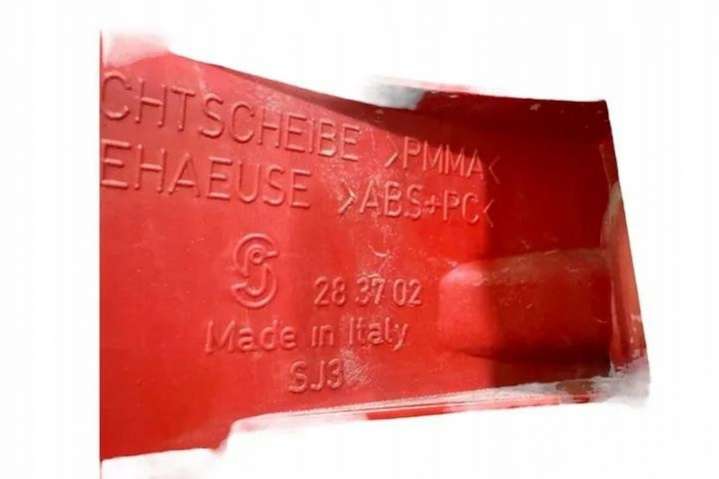 CHTSCHEIBE >PMMA<
EHAEUSE >ABS+PC<
28 37 02
Made in Italy
SJ3